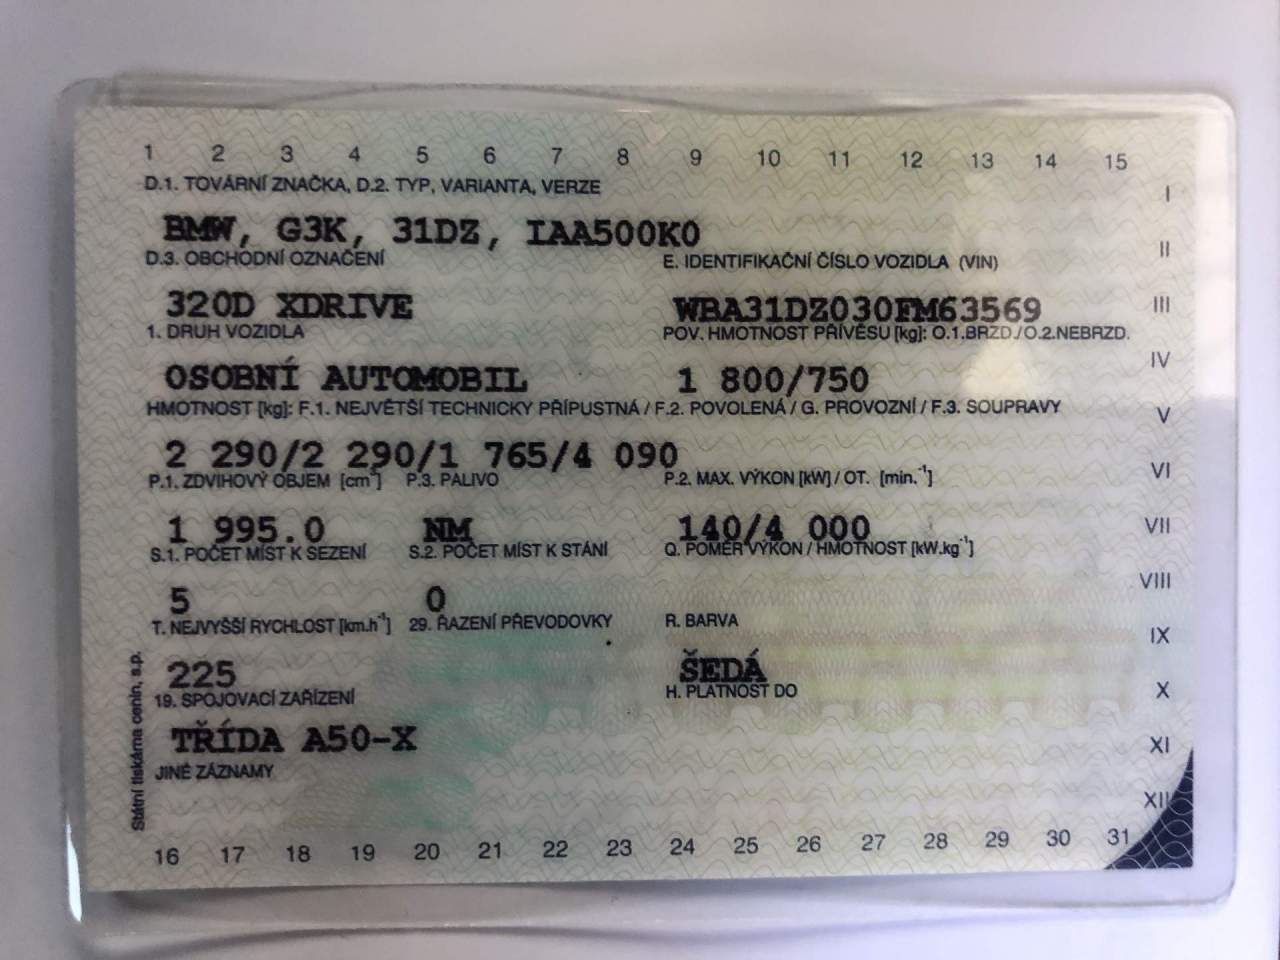 1 2 3 4 5 6 7 8 9 10 11 12 13 14 15
D.1. TOVÁRNÍ ZNAČKA, D.2. TYP, VARIANTA, VERZE
I
BMW, G3K, 31DZ, IAA500K0
II
D.3. OBCHODNÍ OZNAČENÍ E. IDENTIFIKAČNÍ ČÍSLO VOZIDLA (VIN)
320D XDRIVE WBA31DZ030FM63569
III
1. DRUH VOZIDLA POV. HMOTNOST PŘÍVĚSU [kg]: O.1.BRZD./O.2.NEBRZD.
IV
OSOBNÍ AUTOMOBIL 1 800/750
HMOTNOST [kg]: F.1. NEJVĚTŠÍ TECHNICKY PŘÍPUSTNÁ / F.2. POVOLENÁ / G. PROVOZNÍ / F.3. SOUPRAVY
V
2 290/2 290/1 765/4 090
VI
P.1. ZDVIHOVÝ OBJEM [cm³] P.3. PALIVO P.2. MAX. VÝKON [kW] / OT. [min.⁻¹]
1 995.0 NM 140/4 000
VII
S.1. POČET MÍST K SEZENÍ S.2. POČET MÍST K STÁNÍ Q. POMĚR VÝKON / HMOTNOST [kW.kg⁻¹]
VIII
5 0
T. NEJVYŠŠÍ RYCHLOST [km.h⁻¹] 29. ŘAZENÍ PŘEVODOVKY R. BARVA
IX
225 ŠEDÁ
19. SPOJOVACÍ ZAŘÍZENÍ H. PLATNOST DO
X
TŘÍDA A50-X
XI
JINÉ ZÁZNAMY
XII
16 17 18 19 20 21 22 23 24 25 26 27 28 29 30 31
Státní tiskárna cenin, s.p.